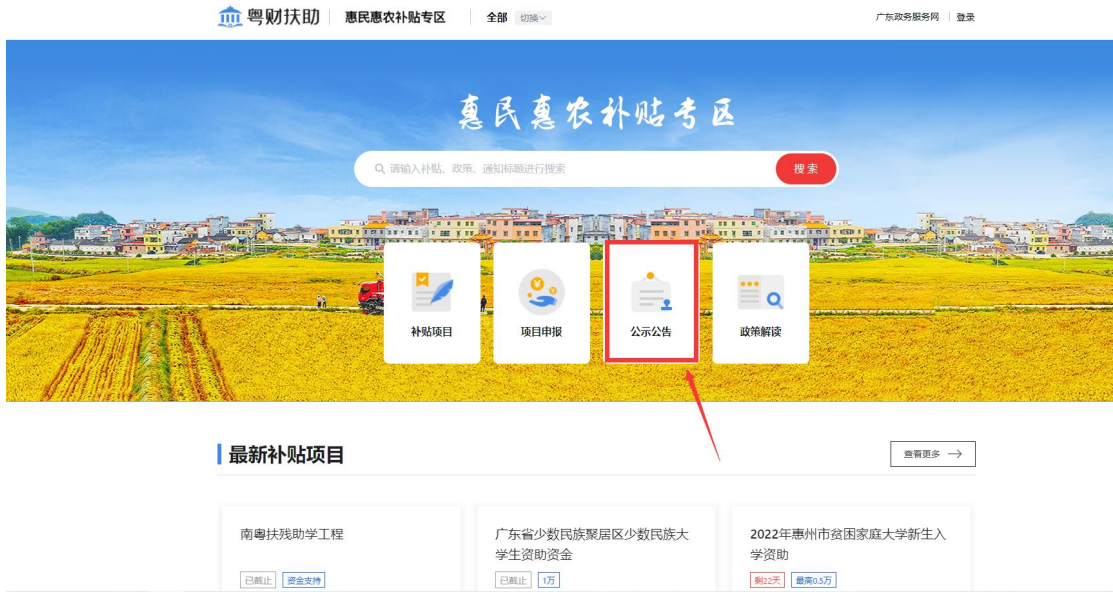 粤财扶助 惠民惠农补贴专区 全部 切换 广东政务服务网 登录
惠民惠农补贴专区
请输入补贴、政策、通知标题进行搜索 搜索
补贴项目 项目申报 公示公告 政策解读
最新补贴项目 查看更多
南粤扶残助学工程
已截止 资金支持
广东省少数民族聚居区少数民族大
学生资助资金
已截止 1万
2022年惠州市贫困家庭大学新生入
学资助
剩22天 最高0.5万